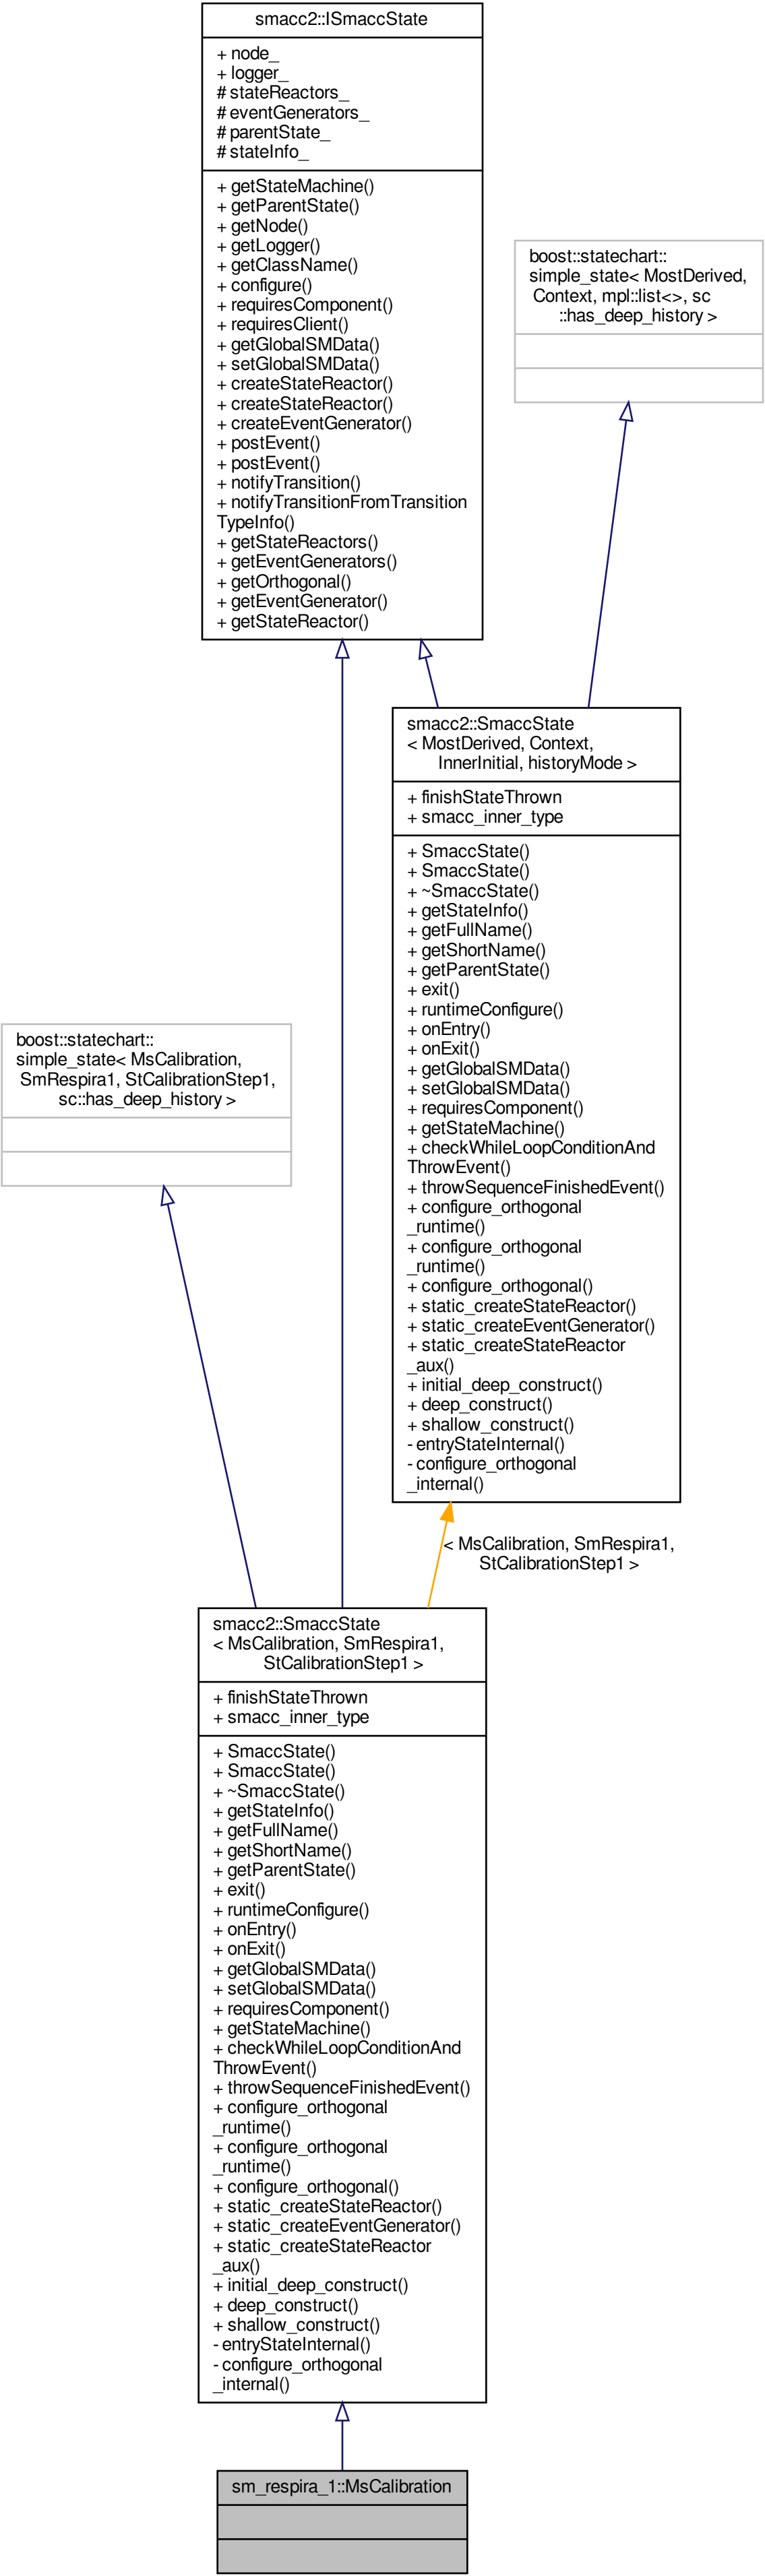 smacc2::ISmaccState
+ node_
+ logger_
# stateReactors_
# eventGenerators_
# parentState_
# stateInfo_
+ getStateMachine()
+ getParentState()
+ getNode()
+ getLogger()
+ getClassName()
+ configure()
+ requiresComponent()
+ requiresClient()
+ getGlobalSMData()
+ setGlobalSMData()
+ createStateReactor()
+ createStateReactor()
+ createEventGenerator()
+ postEvent()
+ postEvent()
+ notifyTransition()
+ notifyTransitionFromTransition
TypeInfo()
+ getStateReactors()
+ getEventGenerators()
+ getOrthogonal()
+ getEventGenerator()
+ getStateReactor()
boost::statechart::
simple_state< MostDerived,
Context, mpl::list<>, sc
::has_deep_history >
smacc2::SmaccState
< MostDerived, Context,
InnerInitial, historyMode >
+ finishStateThrown
+ smacc_inner_type
+ SmaccState()
+ SmaccState()
+ ~SmaccState()
+ getStateInfo()
+ getFullName()
+ getShortName()
+ getParentState()
+ exit()
+ runtimeConfigure()
+ onEntry()
+ onExit()
+ getGlobalSMData()
+ setGlobalSMData()
+ requiresComponent()
+ getStateMachine()
+ checkWhileLoopConditionAnd
ThrowEvent()
+ throwSequenceFinishedEvent()
+ configure_orthogonal
_runtime()
+ configure_orthogonal
_runtime()
+ configure_orthogonal()
+ static_createStateReactor()
+ static_createEventGenerator()
+ static_createStateReactor
_aux()
+ initial_deep_construct()
+ deep_construct()
+ shallow_construct()
- entryStateInternal()
- configure_orthogonal
_internal()
boost::statechart::
simple_state< MsCalibration,
SmRespira1, StCalibrationStep1,
sc::has_deep_history >
< MsCalibration, SmRespira1,
StCalibrationStep1 >
smacc2::SmaccState
< MsCalibration, SmRespira1,
StCalibrationStep1 >
+ finishStateThrown
+ smacc_inner_type
+ SmaccState()
+ SmaccState()
+ ~SmaccState()
+ getStateInfo()
+ getFullName()
+ getShortName()
+ getParentState()
+ exit()
+ runtimeConfigure()
+ onEntry()
+ onExit()
+ getGlobalSMData()
+ setGlobalSMData()
+ requiresComponent()
+ getStateMachine()
+ checkWhileLoopConditionAnd
ThrowEvent()
+ throwSequenceFinishedEvent()
+ configure_orthogonal
_runtime()
+ configure_orthogonal
_runtime()
+ configure_orthogonal()
+ static_createStateReactor()
+ static_createEventGenerator()
+ static_createStateReactor
_aux()
+ initial_deep_construct()
+ deep_construct()
+ shallow_construct()
- entryStateInternal()
- configure_orthogonal
_internal()
sm_respira_1::MsCalibration